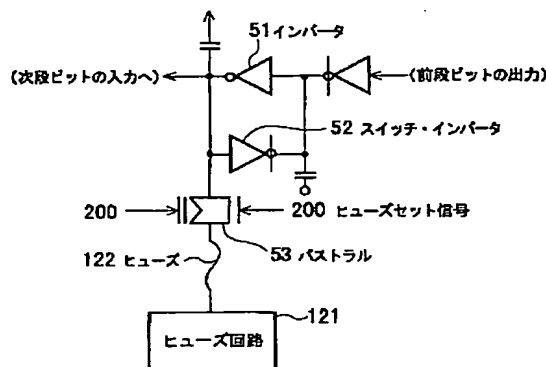 51 インバータ
(次段ビットの入力へ)
(前段ビットの出力)
52 スイッチ・インバータ
200
200 ヒューズセット信号
53 パストラル
122 ヒューズ
121
ヒューズ回路